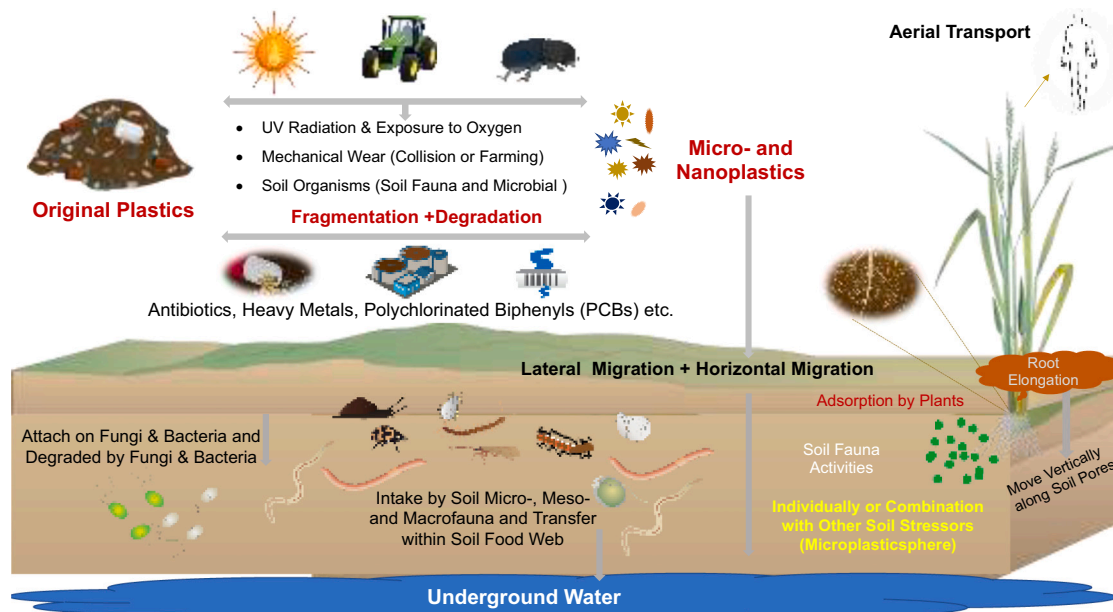 Aerial Transport
• UV Radiation & Exposure to Oxygen
• Mechanical Wear (Collision or Farming)
• Soil Organisms (Soil Fauna and Microbial )
Micro- and
Nanoplastics
Original Plastics
Fragmentation +Degradation
Antibiotics, Heavy Metals, Polychlorinated Biphenyls (PCBs) etc.
Lateral Migration + Horizontal Migration
Root
Elongation
Adsorption by Plants
Attach on Fungi & Bacteria and
Degraded by Fungi & Bacteria
Soil Fauna
Activities
Move Vertically
along Soil Pores
Intake by Soil Micro-, Meso-
and Macrofauna and Transfer
within Soil Food Web
Individually or Combination
with Other Soil Stressors
(Microplasticsphere)
Underground Water